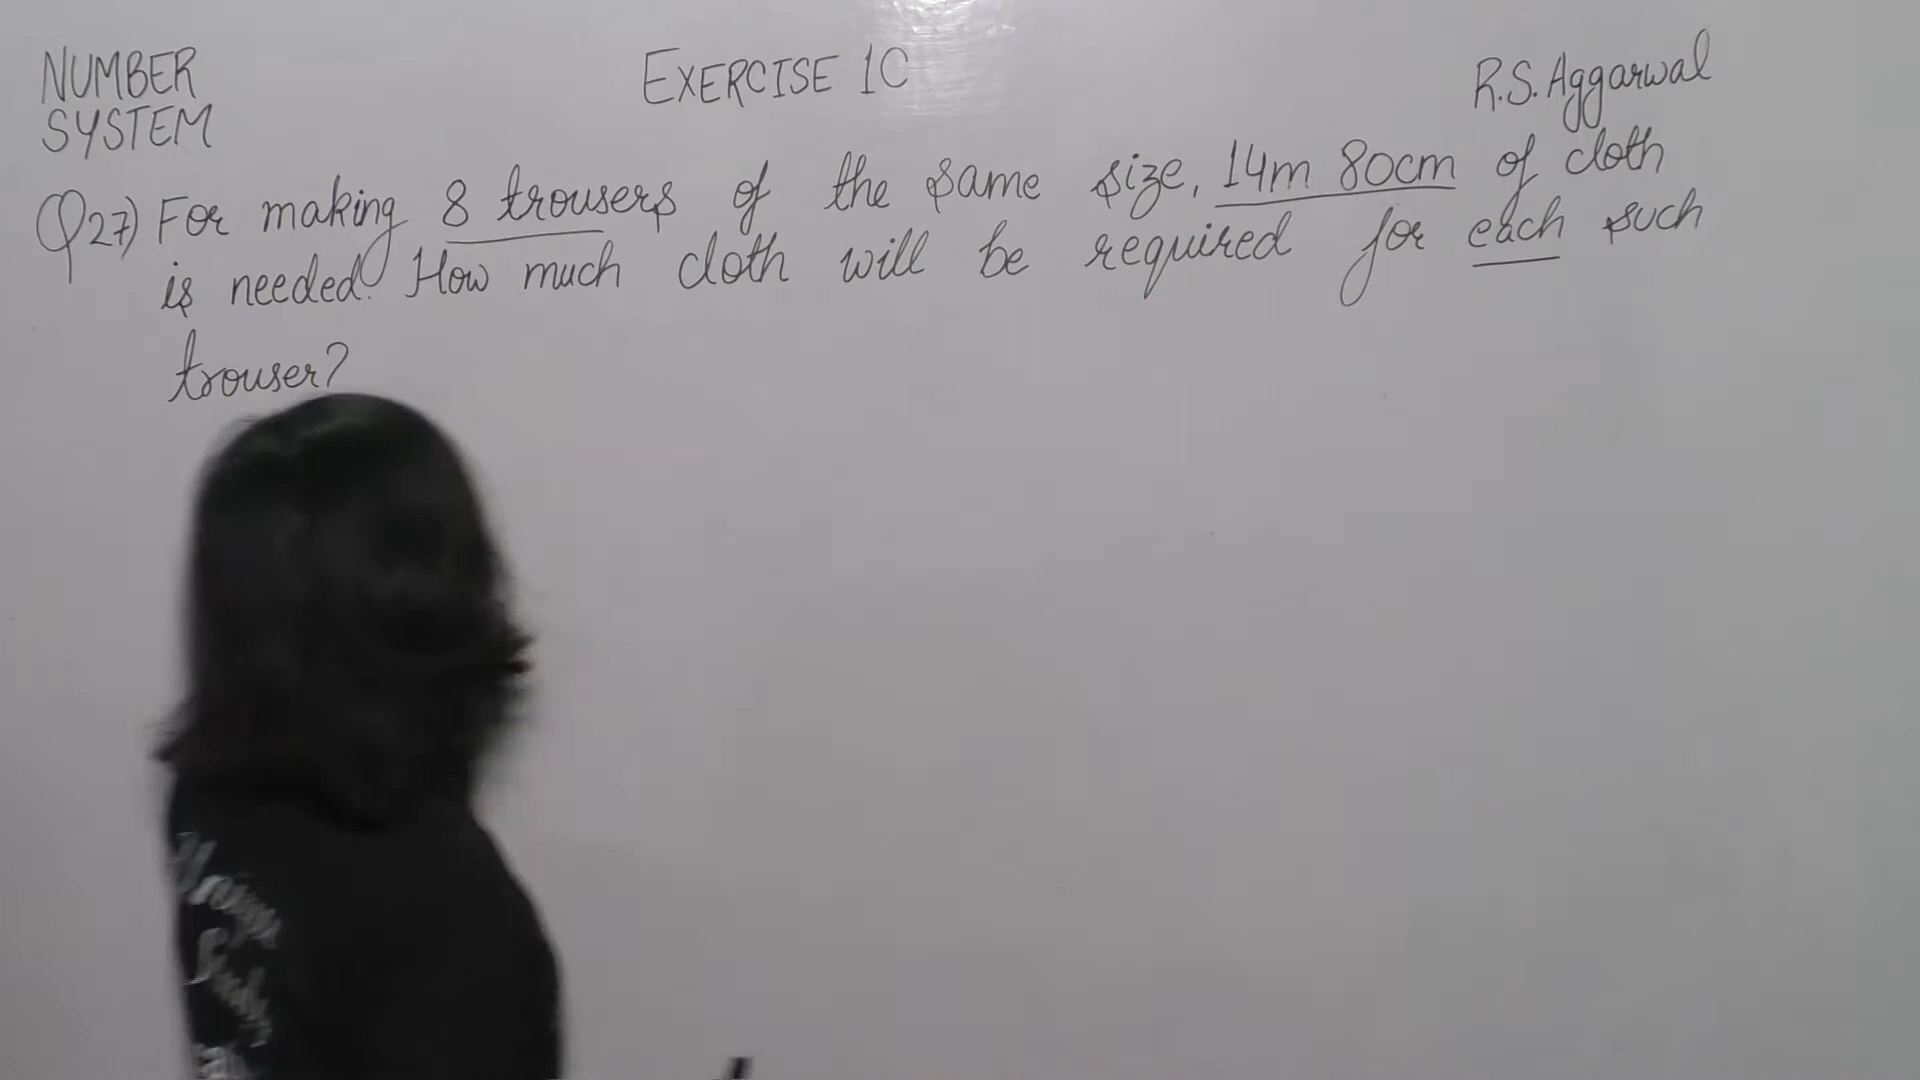 NUMBER SYSTEM
EXERCISE 1C
R.S. Aggarwal
Q27) For making 8 trousers of the same size, 14m 80cm of cloth
is needed. How much cloth will be required for each such
trouser?